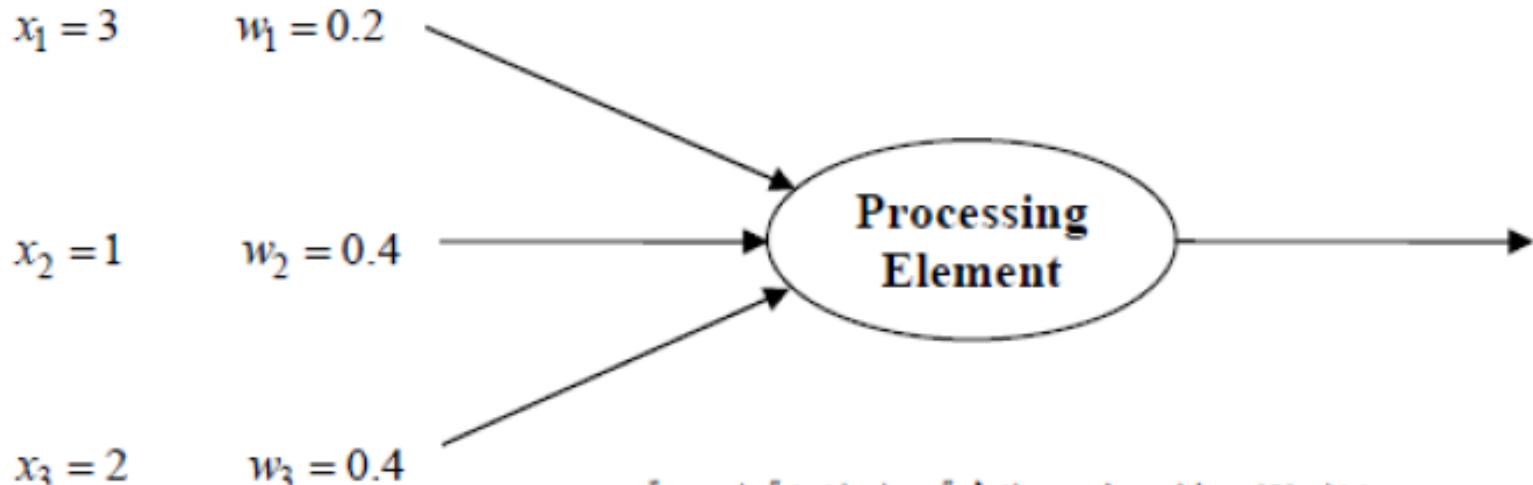 x₁ = 3 w₁ = 0.2
Processing
x₂ = 1 w₂ = 0.4
Element
x₃ = 2 w₃ = 0.4